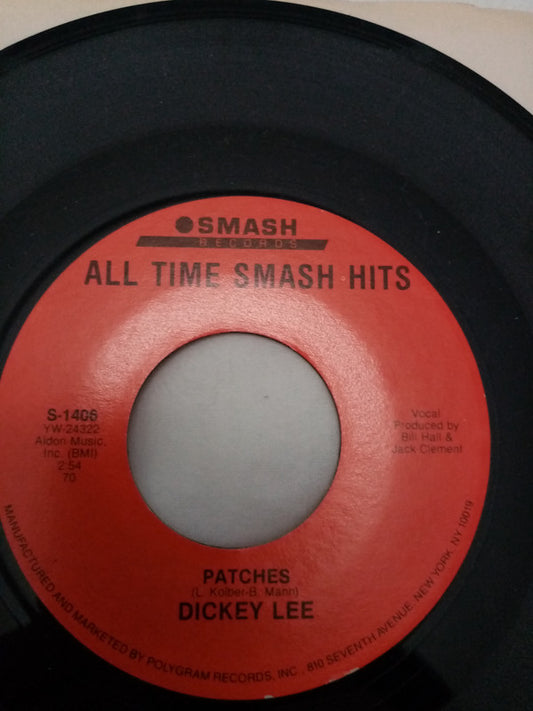 SMASH
RECORDS
ALL TIME SMASH HITS
S-1406
YW-24322
Aldon Music,
Inc. (BMI)
2:54
70
Vocal
Produced by
Bill Hall &
Jack Clement
PATCHES
(L. Kolber-B. Mann)
DICKEY LEE
MANUFACTURED AND MARKETED BY POLYGRAM RECORDS, INC., 810 SEVENTH AVENUE, NEW YORK, NY 10019